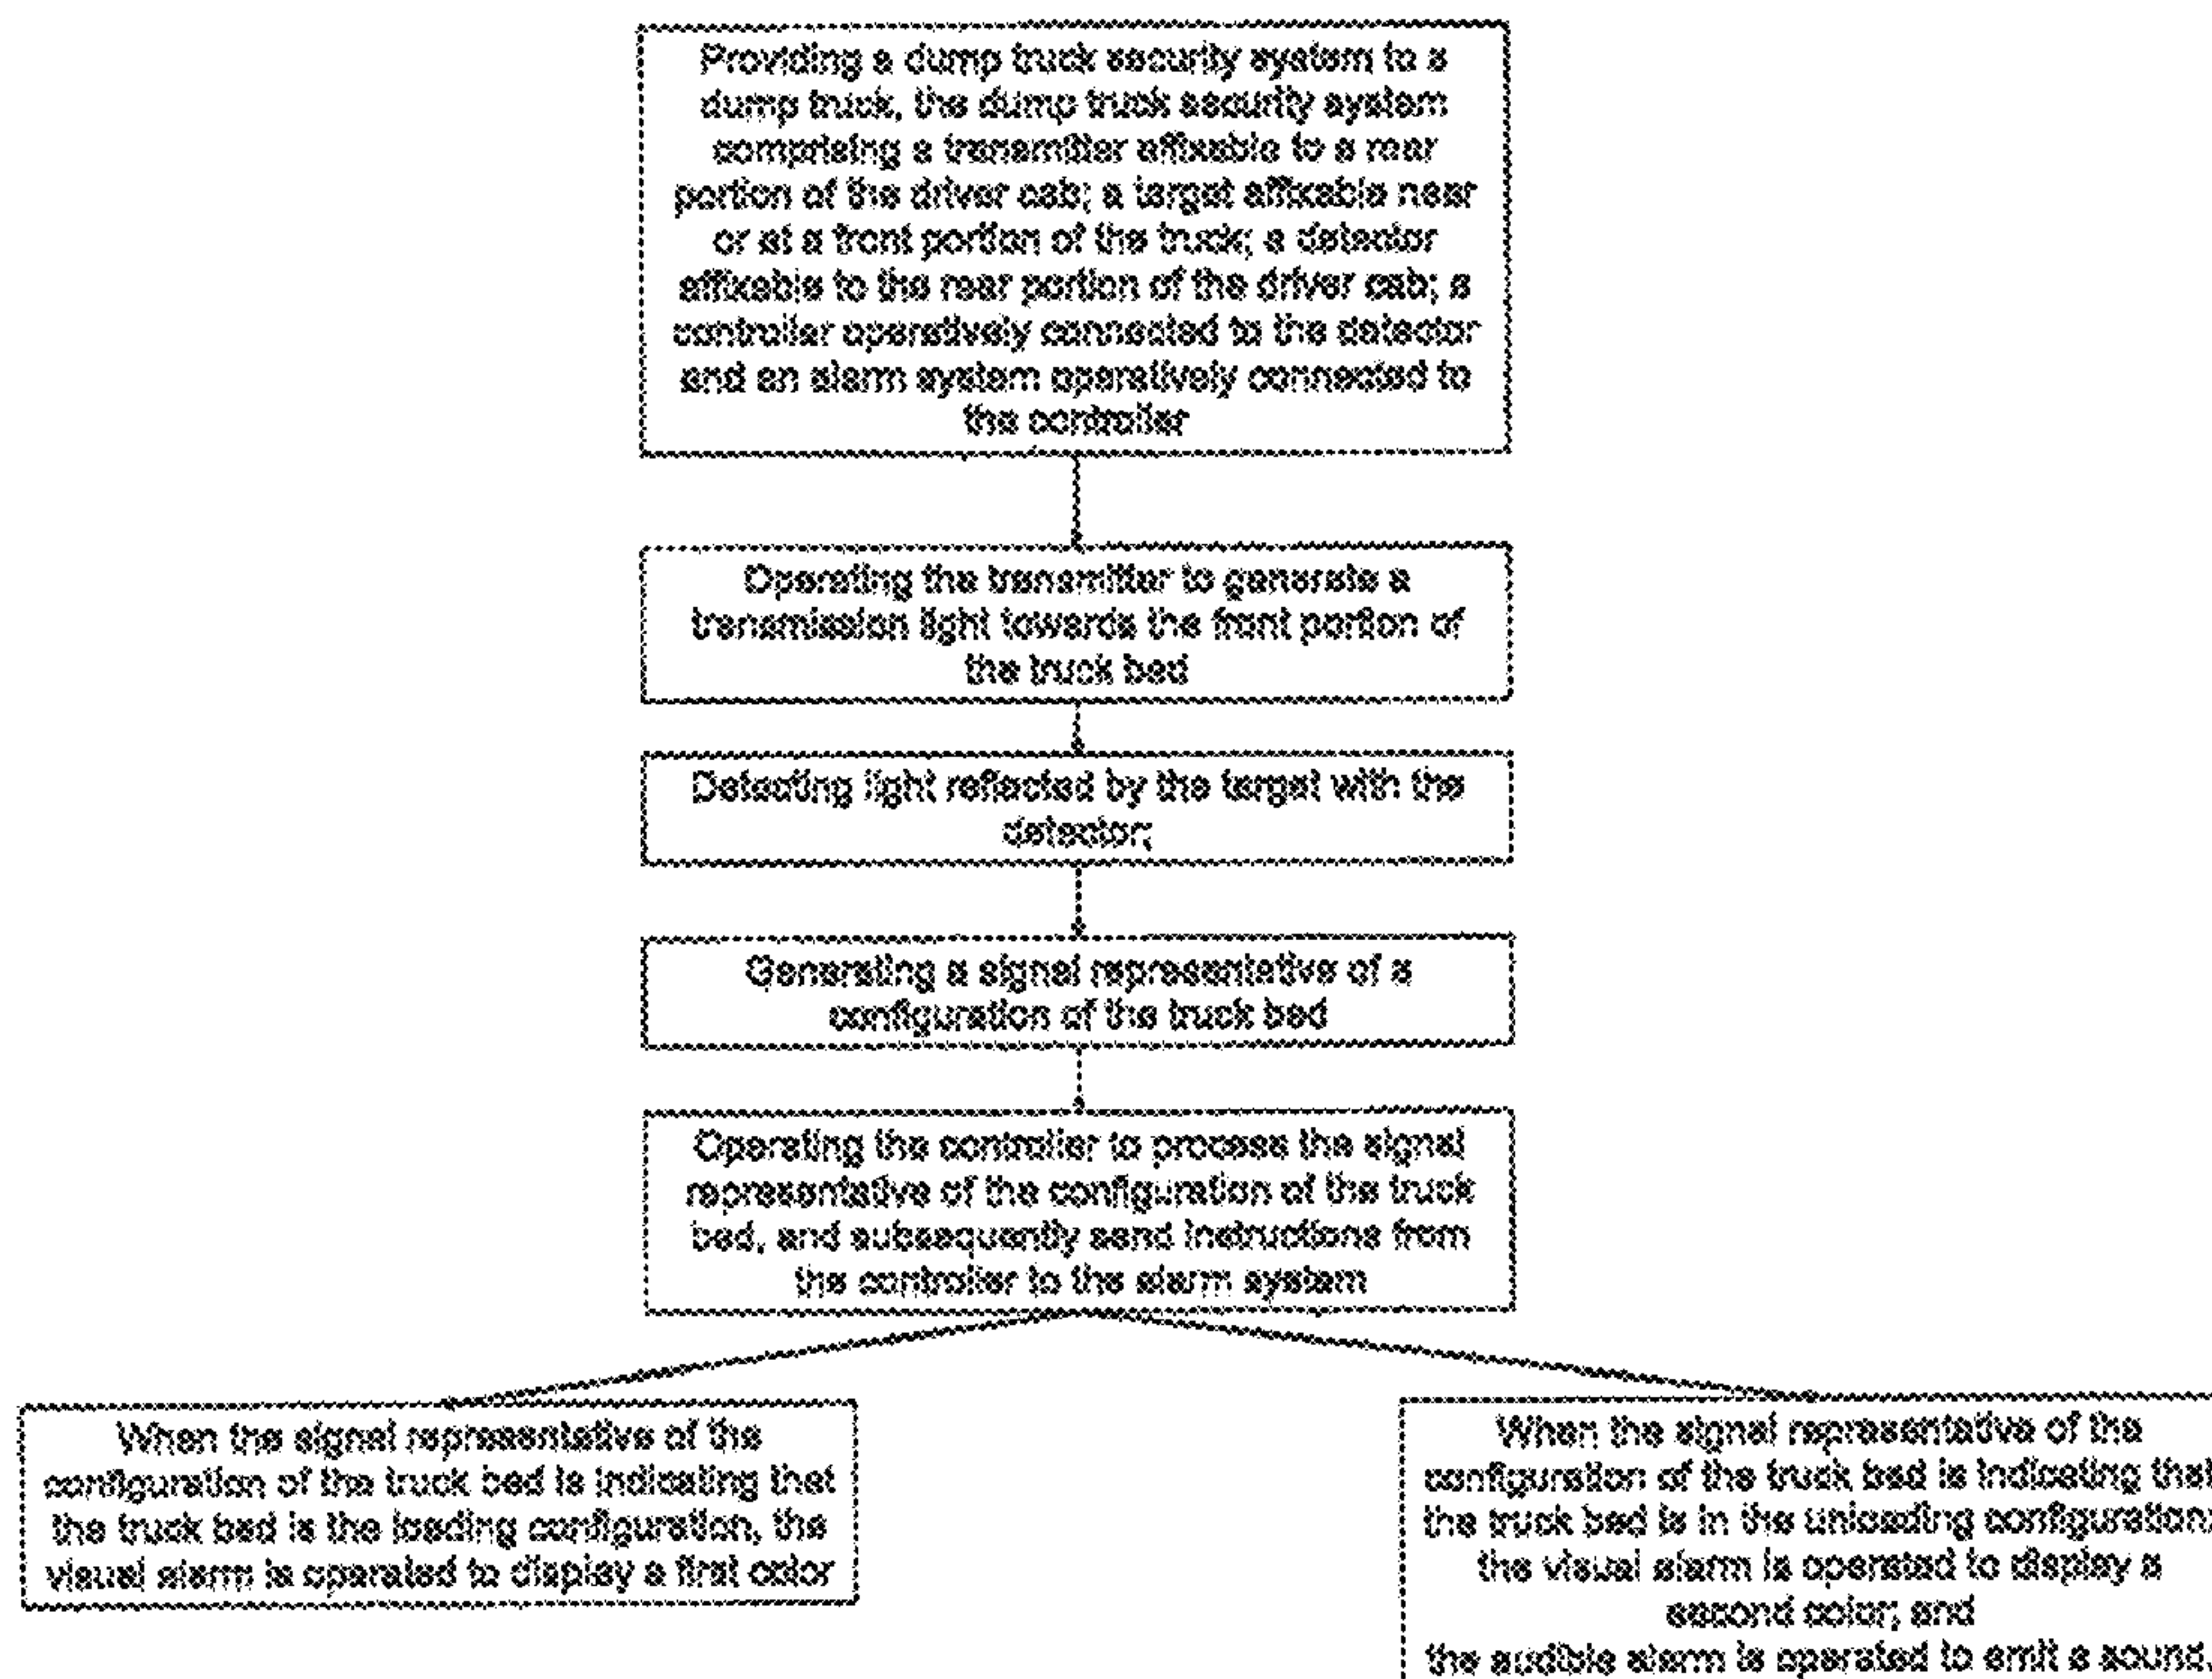 Providing a dump truck security system to a
dump truck, the dump truck security system
comprising a transmitter affixable to a rear
portion of the driver cab; a target affixable near
or at a front portion of the truck; a detector
affixable to the rear portion of the driver cab; a
controller operatively connected to the detector
and an alarm system operatively connected to
the controller
Operating the transmitter to generate a
transmission light towards the front portion of
the truck bed
Detecting light reflected by the target with the
detector;
Generating a signal representative of a
configuration of the truck bed
Operating the controller to process the signal
representative of the configuration of the truck
bed, and subsequently send instructions from
the controller to the alarm system
When the signal representative of the
configuration of the truck bed is indicating that
the truck bed is the loading configuration, the
visual alarm is operated to display a first color
When the signal representative of the
configuration of the truck bed is indicating that
the truck bed is in the unloading configuration:
the visual alarm is operated to display a
second color; and
the audible alarm is operated to emit a sound